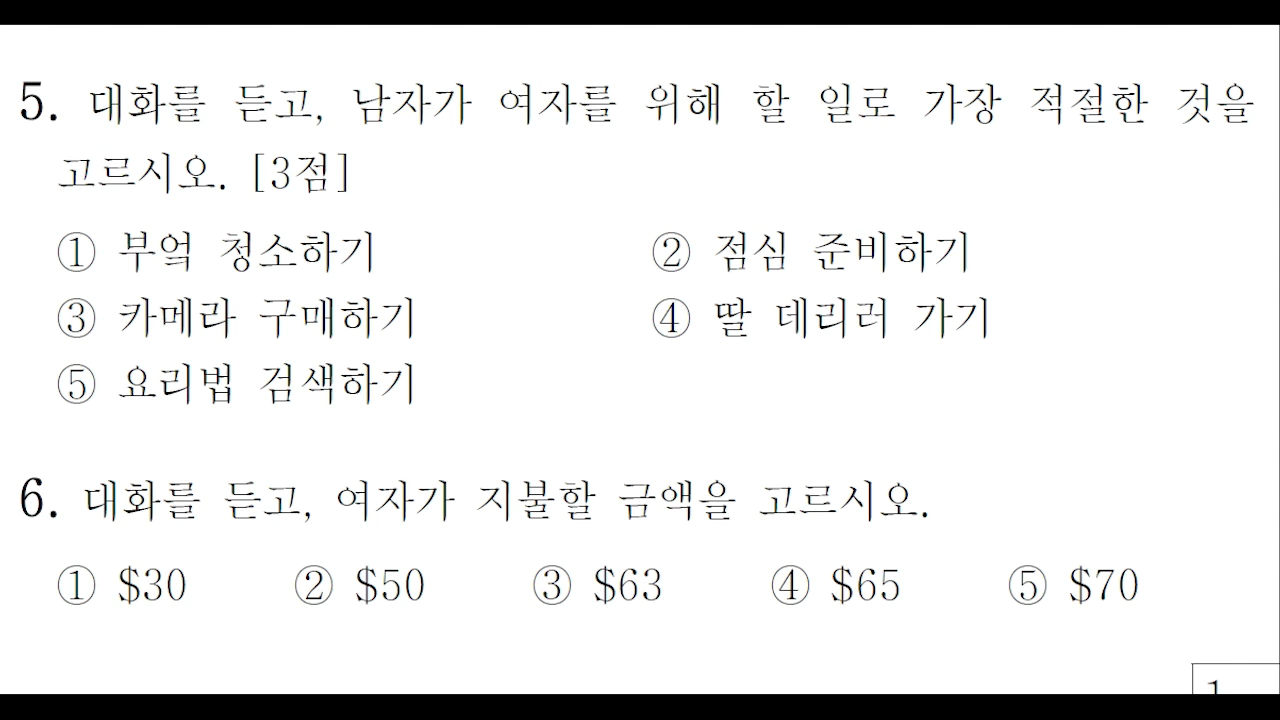 5. 대화를 듣고, 남자가 여자를 위해 할 일로 가장 적절한 것을
고르시오. [3점]
① 부엌 청소하기 ② 점심 준비하기
③ 카메라 구매하기 ④ 딸 데리러 가기
⑤ 요리법 검색하기
6. 대화를 듣고, 여자가 지불할 금액을 고르시오.
① $30 ② $50 ③ $63 ④ $65 ⑤ $70
1